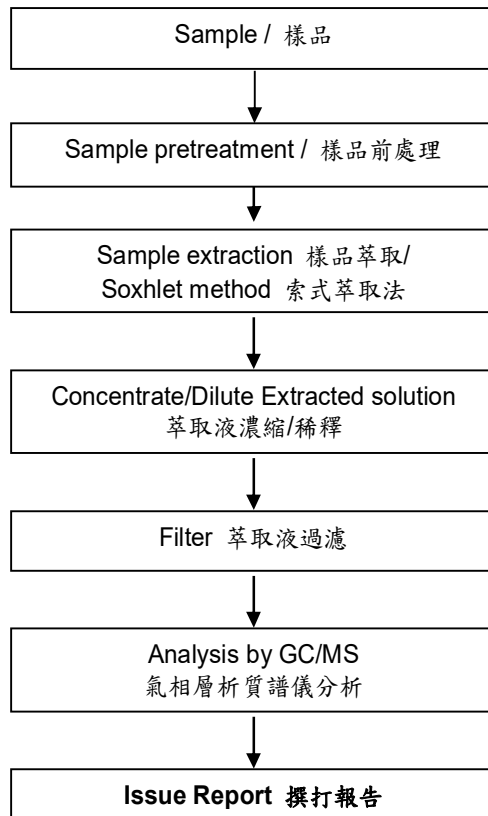 Sample / 樣品
Sample pretreatment / 樣品前處理
Sample extraction 樣品萃取/
Soxhlet method 索式萃取法
Concentrate/Dilute Extracted solution
萃取液濃縮/稀釋
Filter 萃取液過濾
Analysis by GC/MS
氣相層析質譜儀分析
Issue Report 撰打報告